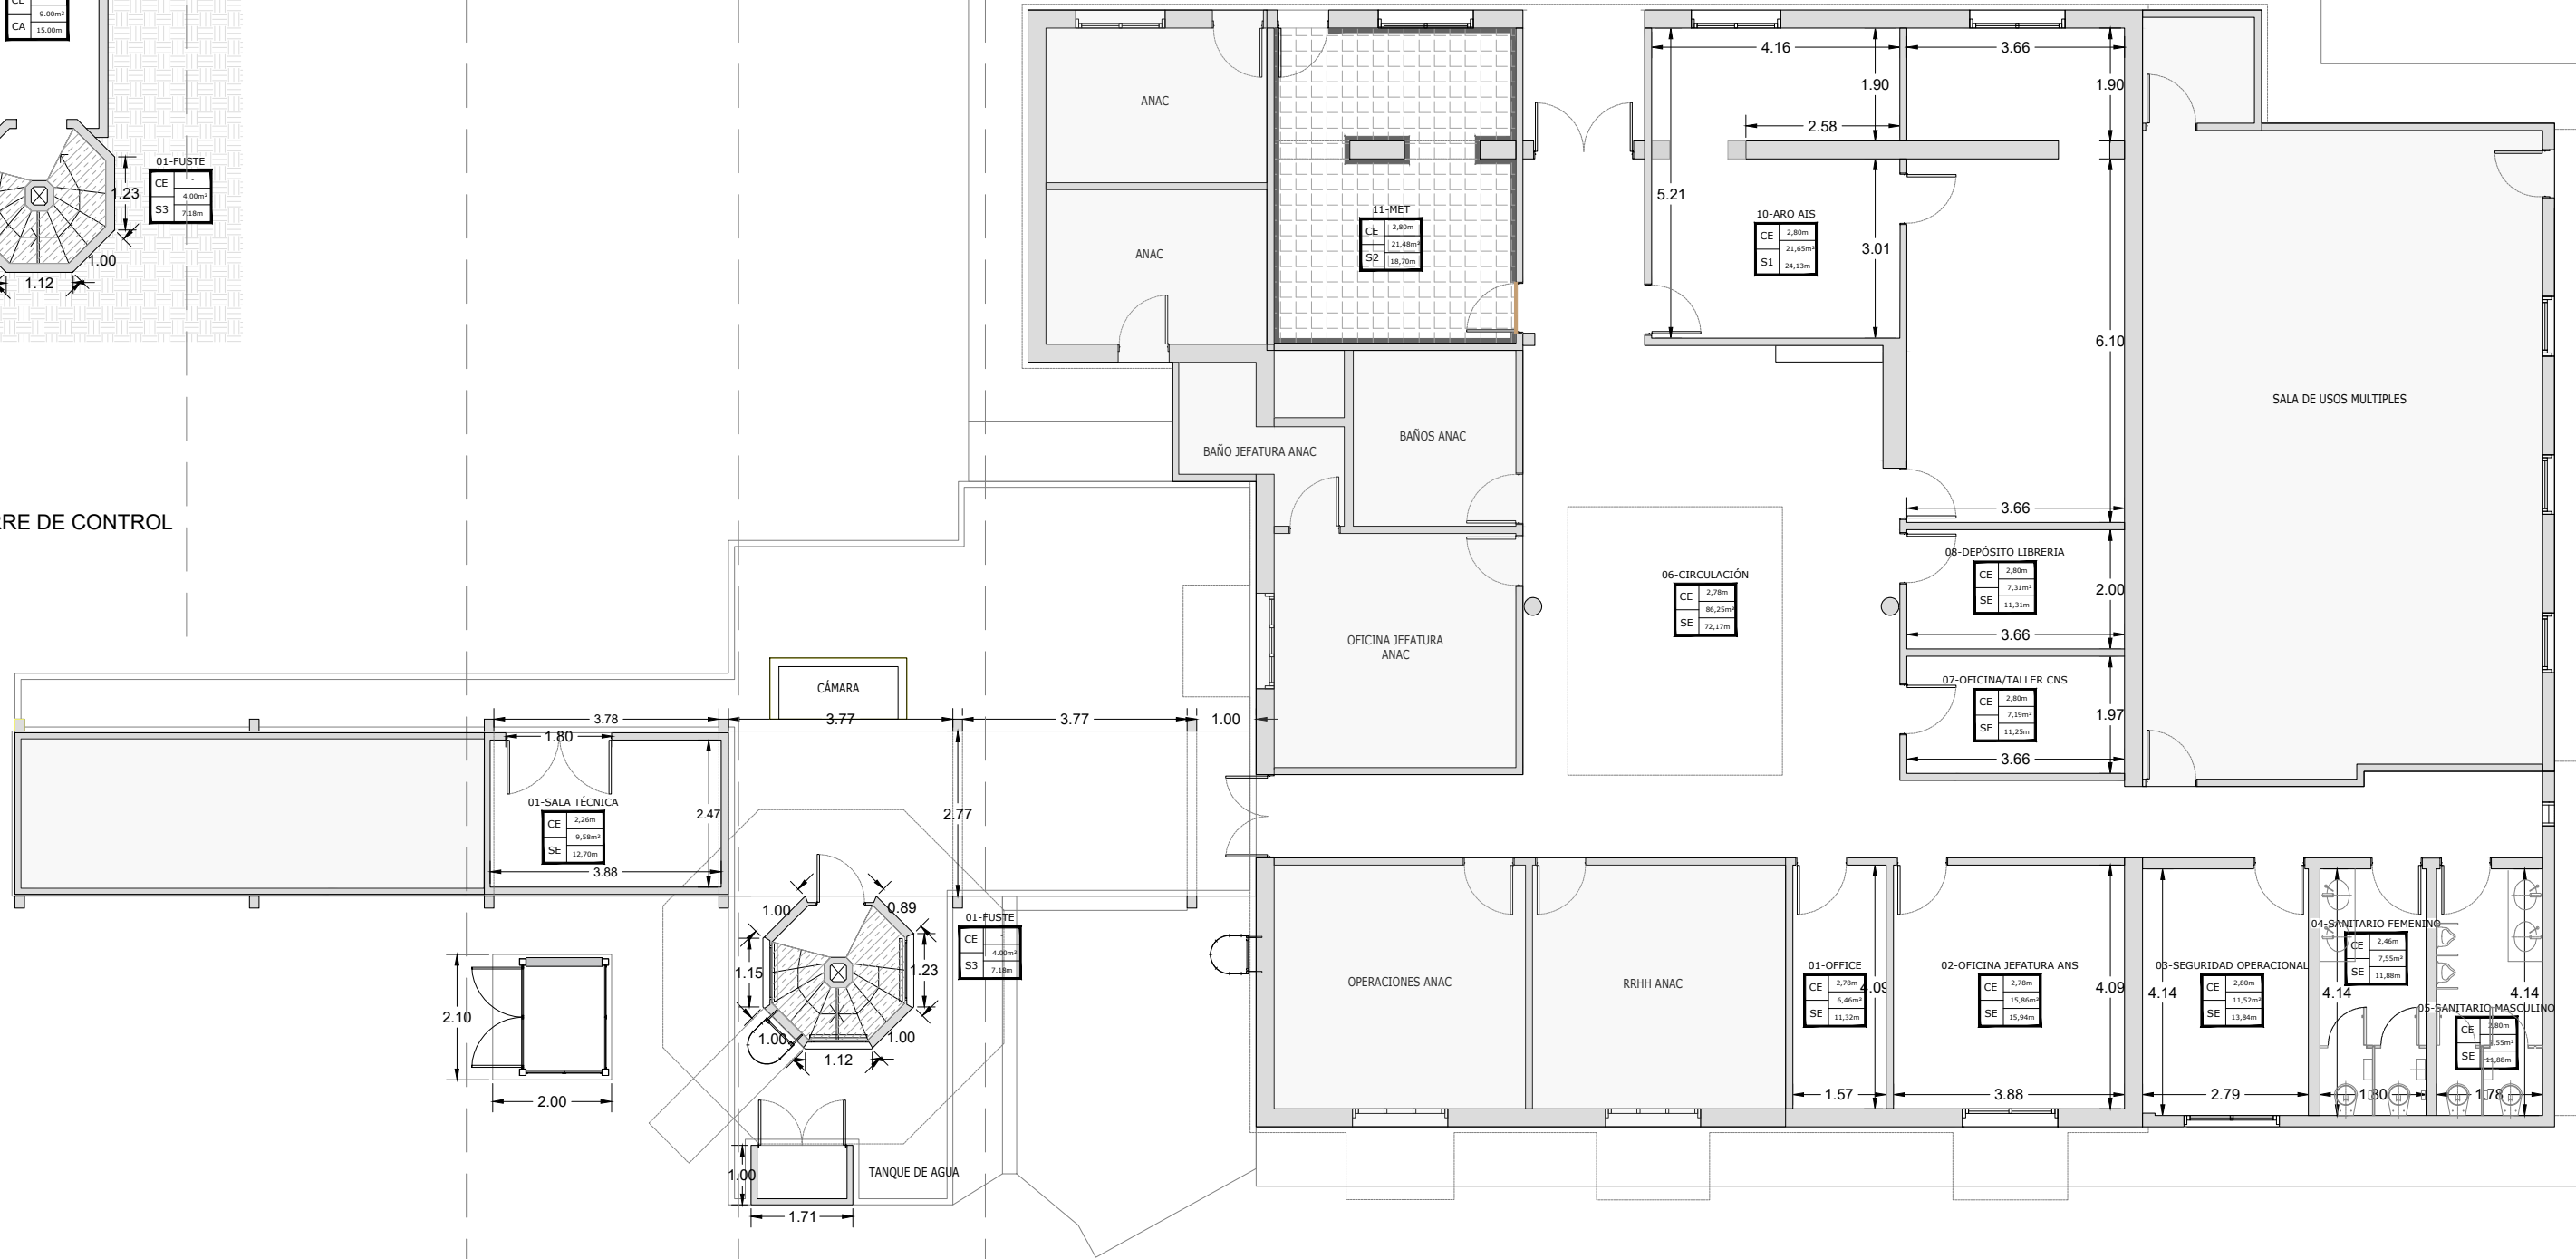 CE
9.00m²
CA
15.00m
01-FUSTE
CE
-
4.00m²
S3
7.18m
1.23
1.00
1.12
RRE DE CONTROL
ANAC
ANAC
11-MET
CE
2,80m
21,48m²
S2
18,70m
4.16
3.66
1.90
1.90
2.58
5.21
10-ARO AIS
CE
2,80m
21,65m²
S1
24,13m
3.01
6.10
SALA DE USOS MULTIPLES
BAÑOS ANAC
BAÑO JEFATURA ANAC
3.66
08-DEPÓSITO LIBRERIA
CE
2,80m
7,31m²
SE
11,31m
2.00
3.66
06-CIRCULACIÓN
CE
2,78m
86,25m²
SE
72,17m
OFICINA JEFATURA
ANAC
07-OFICINA/TALLER CNS
CE
2,80m
7,19m²
SE
11,25m
1.97
3.66
CÁMARA
3.78
3.77
3.77
1.00
1.80
01-SALA TÉCNICA
CE
2,26m
9,58m²
SE
12,70m
2.47
3.88
2.77
1.00
0.89
01-FUSTE
CE
-
4.00m²
S3
7.18m
1.15
1.23
1.00
1.00
1.12
2.10
2.00
TANQUE DE AGUA
1.00
1.71
OPERACIONES ANAC
RRHH ANAC
01-OFFICE
CE
2,78m
6,46m²
SE
11,32m
4.09
1.57
02-OFICINA JEFATURA ANS
CE
2,78m
15,86m²
SE
15,94m
4.09
3.88
03-SEGURIDAD OPERACIONAL
CE
2,80m
11,52m²
SE
13,84m
4.14
2.79
04-SANITARIO FEMENINO
CE
2,46m
7,55m²
SE
11,88m
4.14
1.80
05-SANITARIO MASCULINO
CE
SE
11,88m
4.14
1.78